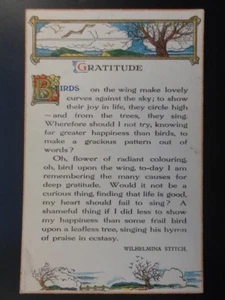 GRATITUDE
BIRDS on the wing make lovely
curves against the sky; to show
their joy in life, they circle high
—and from the trees, they sing.
Wherefore should I not try, knowing
far greater happiness than birds, to
make a gracious pattern out of
words?
Oh, flower of radiant colouring,
oh, bird upon the wing, to-day I am
remembering the many causes for
deep gratitude. Would it not be a
curious thing, finding that life is good,
my heart should fail to sing? A
shameful thing if I did less to show
my happiness than some frail bird
upon a leafless tree, singing his hymn
of praise in ecstasy.
WILHELMINA STITCH.